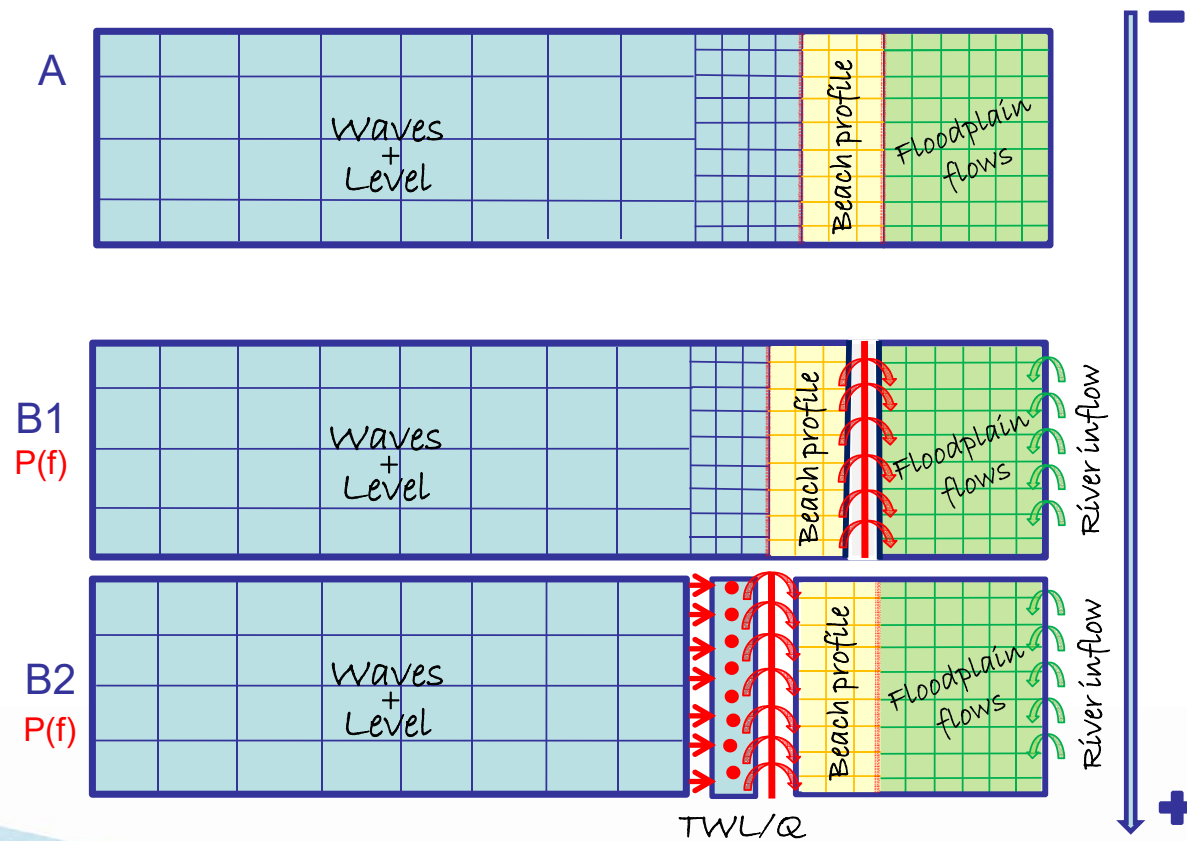 A
Waves
+
Level
Beach profile
Floodplain
flows
B1
P(f)
Waves
+
Level
Beach profile
Floodplain
flows
River inflow
B2
P(f)
Waves
+
Level
Beach profile
Floodplain
flows
River inflow
TWL/Q
-
+